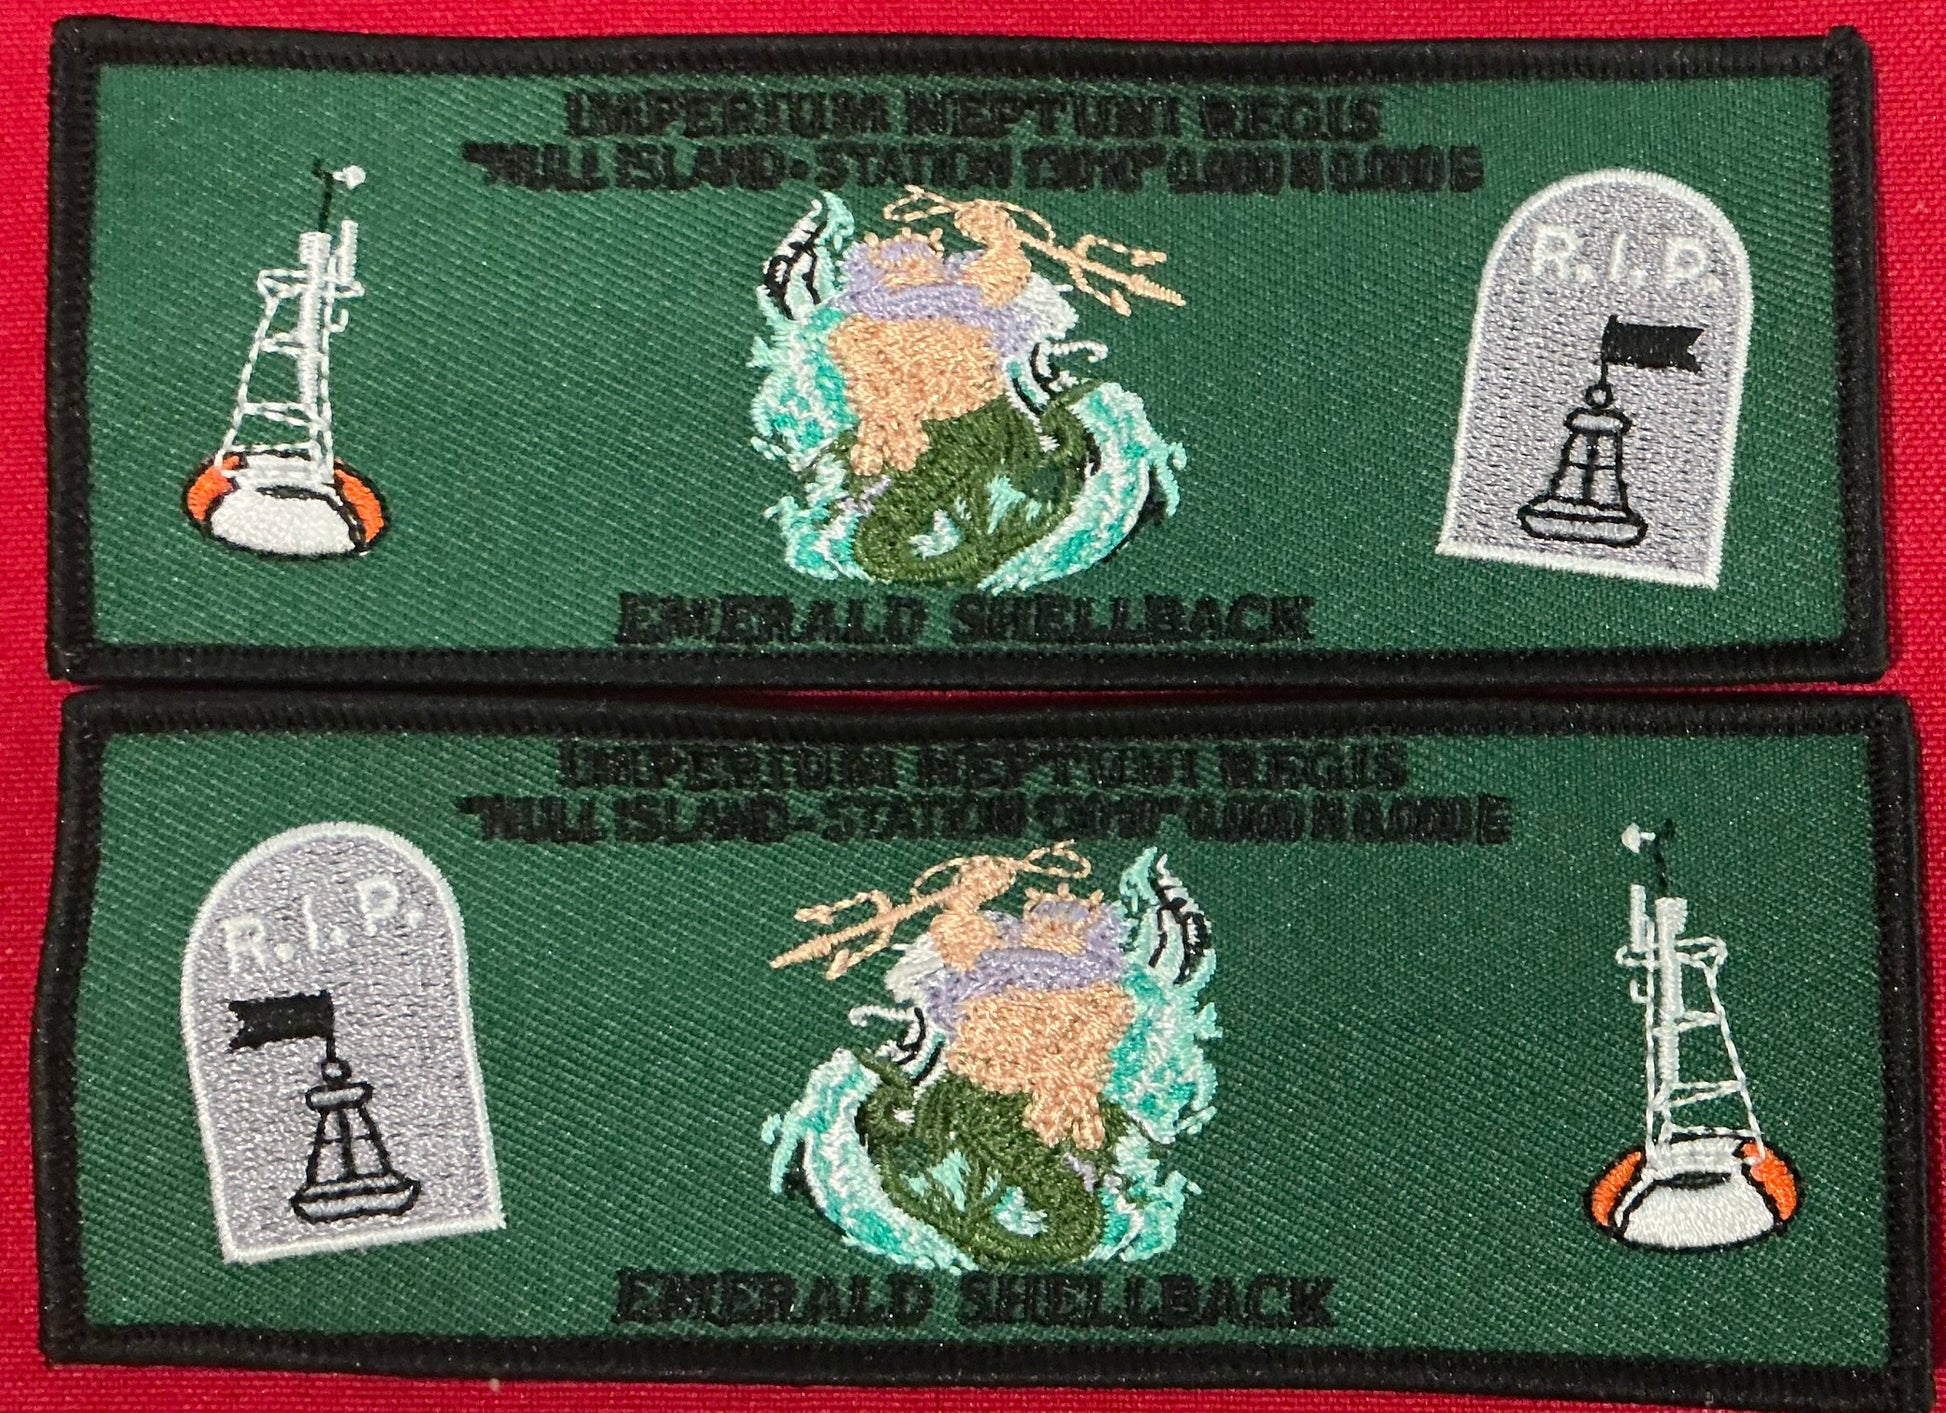 IMPERIUM NEPTUNI REGIS
"NULL ISLAND - STATION 13010" 0.000 N 0.000 E
R.I.P.
EMERALD SHELLBACK
IMPERIUM NEPTUNI REGIS
"NULL ISLAND - STATION 13010" 0.000 N 0.000 E
R.I.P.
EMERALD SHELLBACK